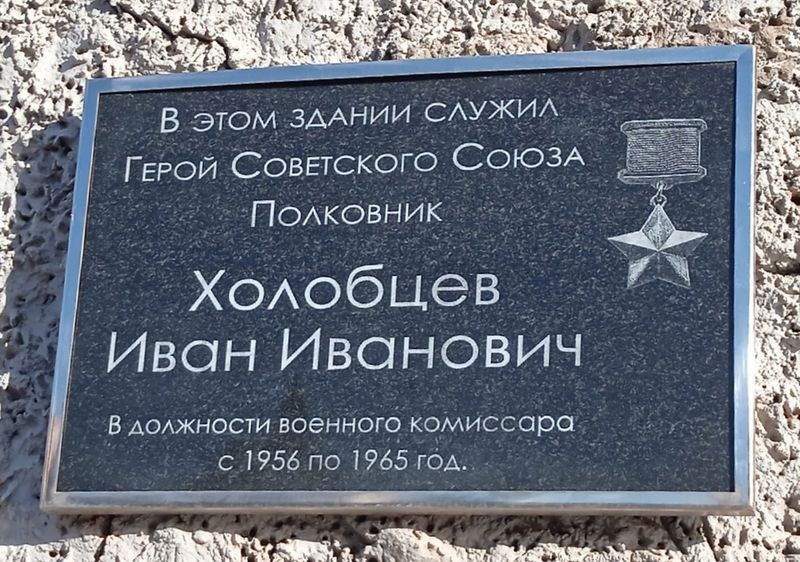 В этом здании служил
Герой Советского Союза
Полковник
Холобцев
Иван Иванович
В должности военного комиссара
с 1956 по 1965 год.